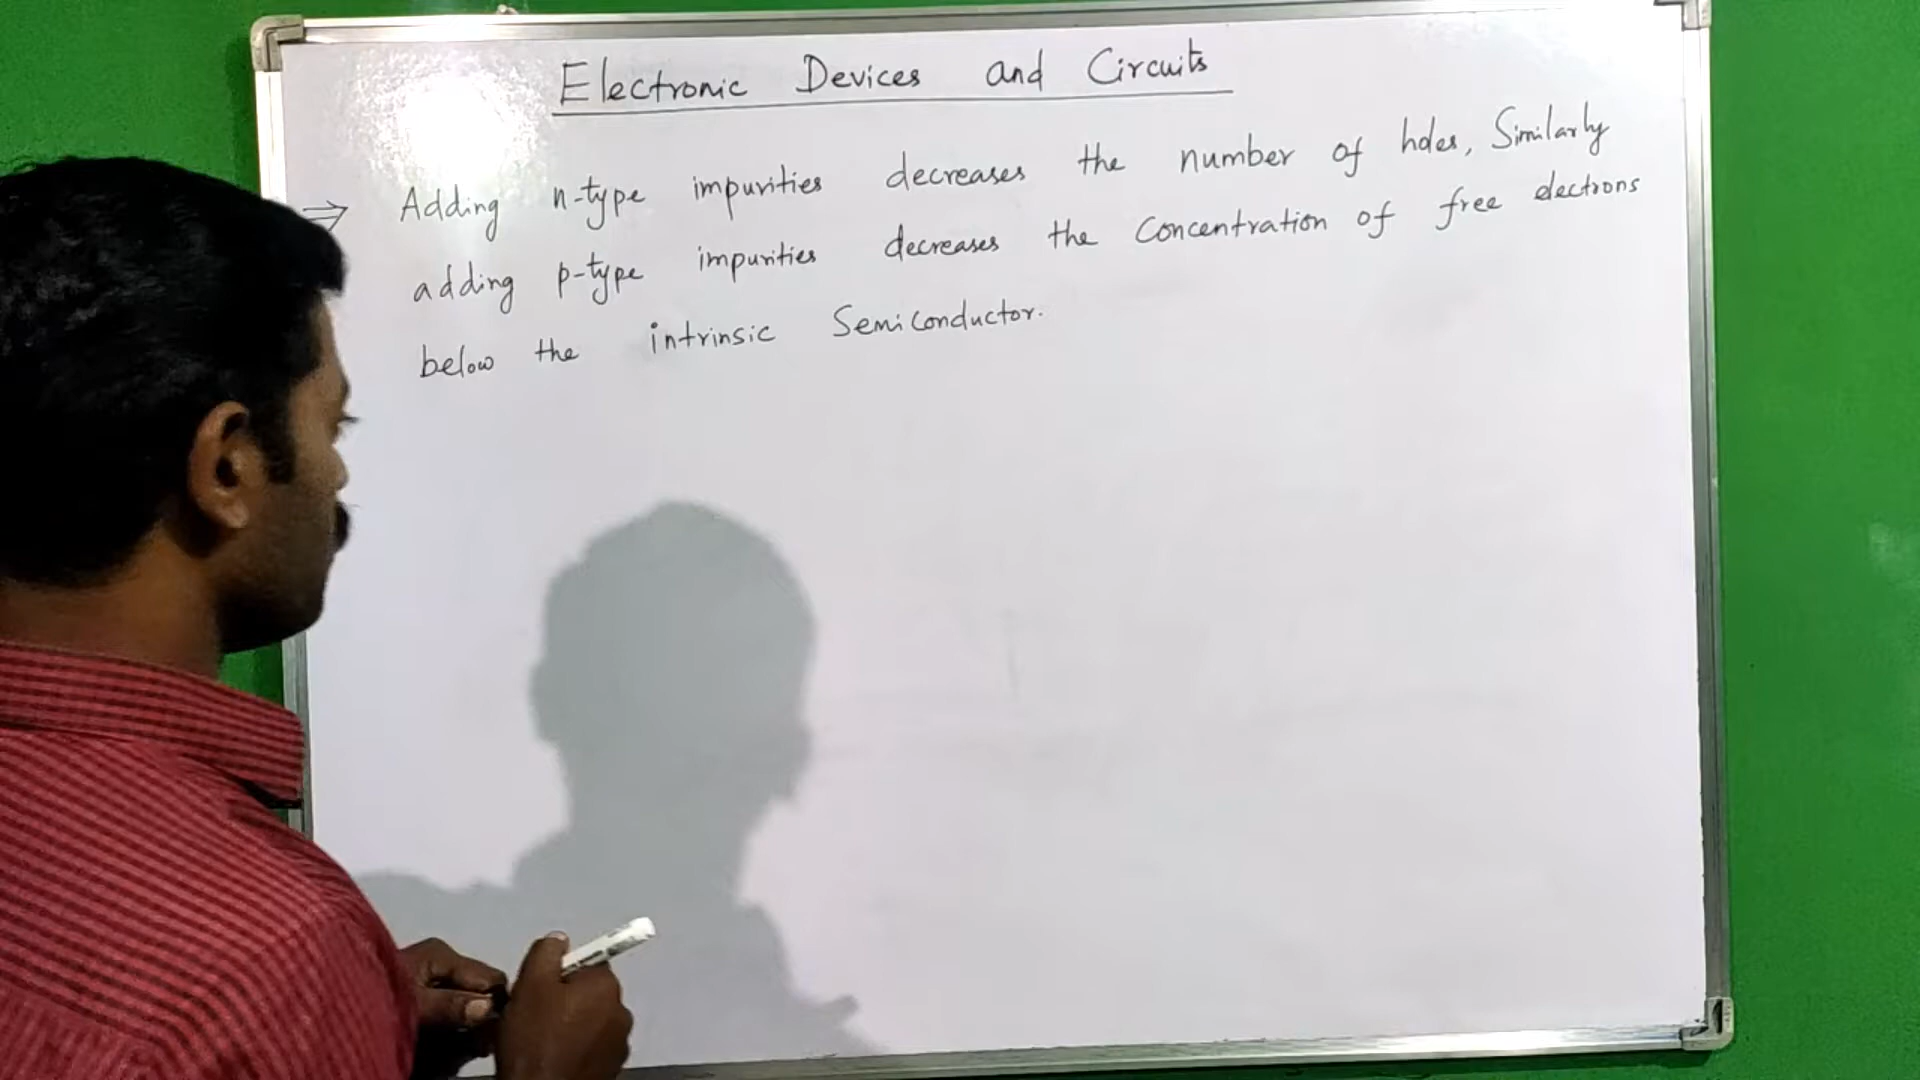 Electronic Devices and Circuits
⇒ Adding n-type impurities decreases the number of holes, Similarly
adding p-type impurities decreases the concentration of free electrons
below the intrinsic Semiconductor.